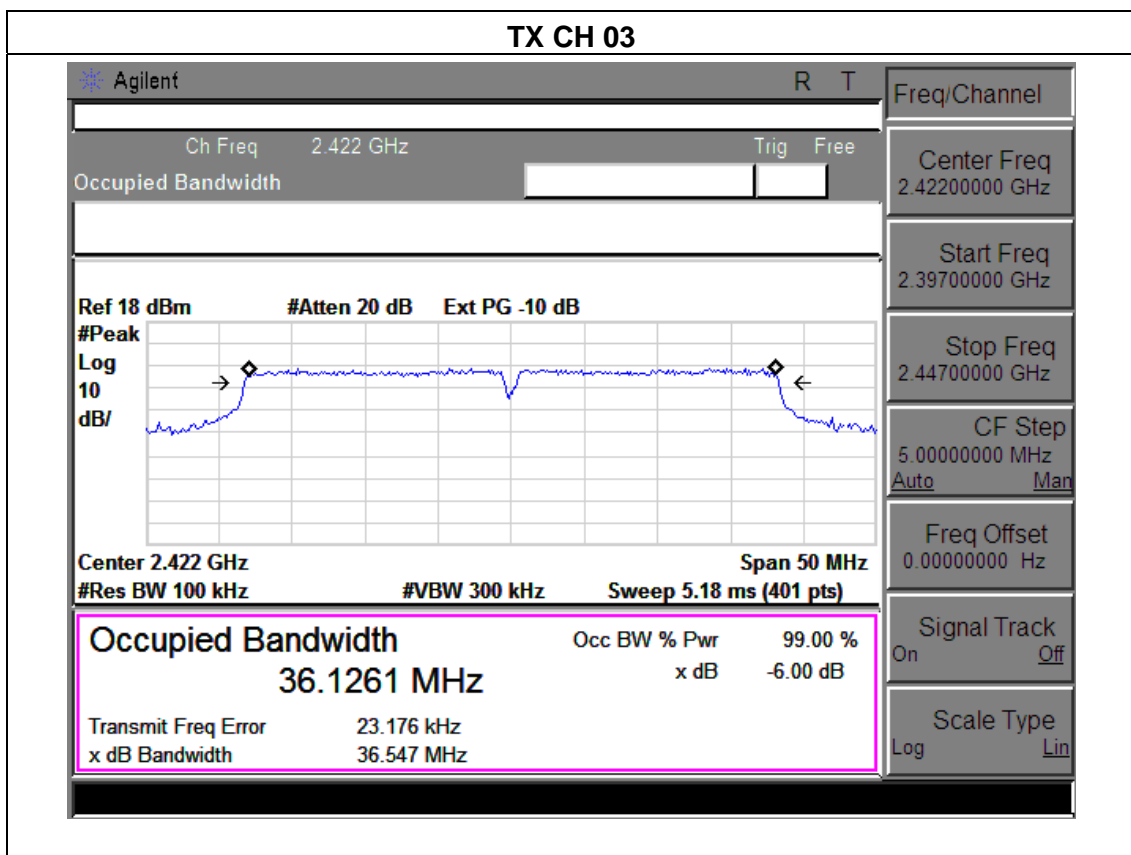 TX CH 03
Agilent R T
Freq/Channel
Ch Freq 2.422 GHz Trig Free
Occupied Bandwidth
Center Freq
2.42200000 GHz
Start Freq
2.39700000 GHz
Stop Freq
2.44700000 GHz
CF Step
5.00000000 MHz
Auto Man
Freq Offset
0.00000000 Hz
Signal Track
On Off
Scale Type
Log Lin
Ref 18 dBm #Atten 20 dB Ext PG -10 dB
#Peak
Log
10
dB/
Center 2.422 GHz Span 50 MHz
#Res BW 100 kHz #VBW 300 kHz Sweep 5.18 ms (401 pts)
Occupied Bandwidth Occ BW % Pwr 99.00 %
36.1261 MHz x dB -6.00 dB
Transmit Freq Error 23.176 kHz
x dB Bandwidth 36.547 MHz